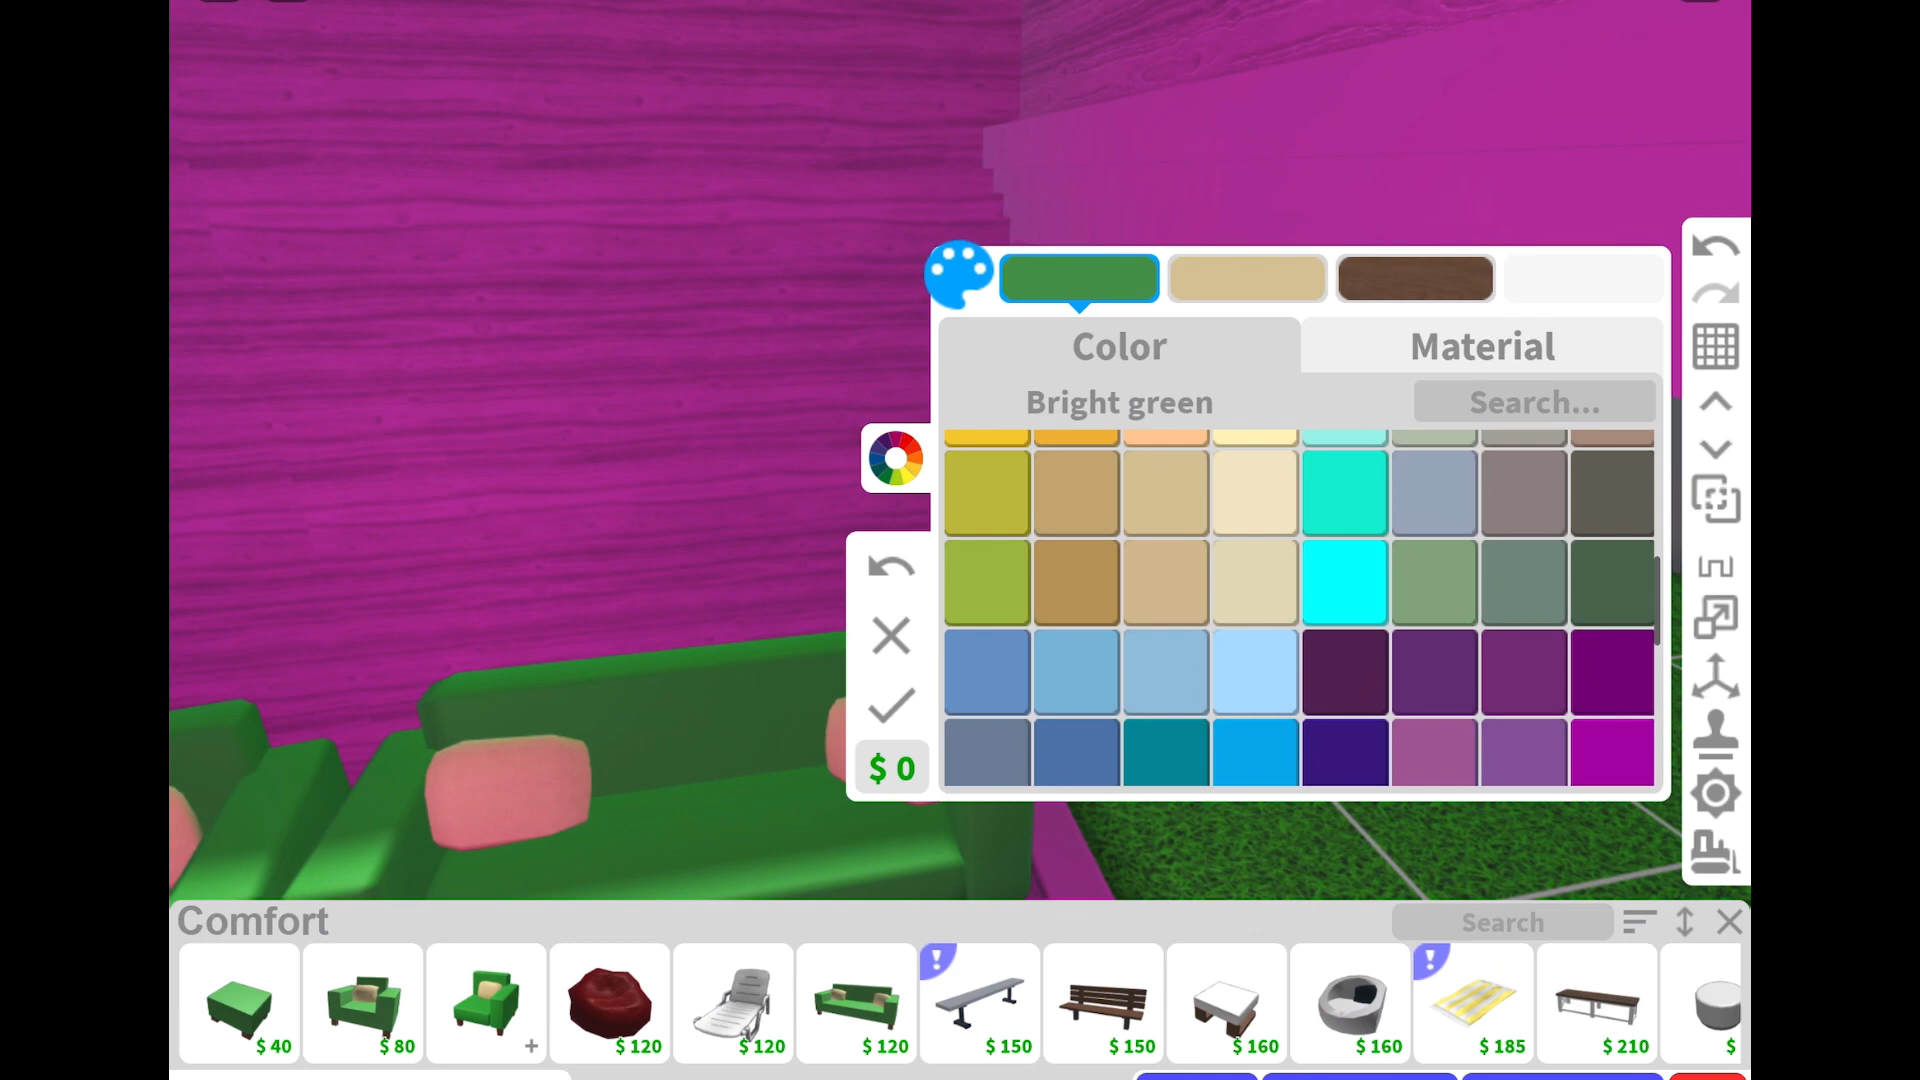 Color
Material
Bright green
Search...
$ 0
Comfort
Search
$ 40
$ 80
+
$ 120
$ 120
$ 120
!
$ 150
$ 150
$ 160
$ 160
!
$ 185
$ 210
$